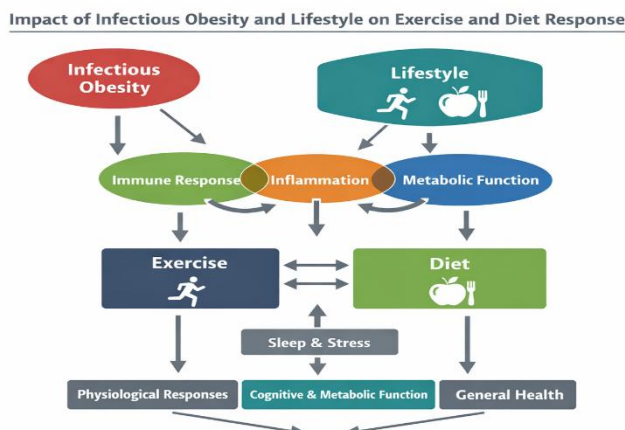 Impact of Infectious Obesity and Lifestyle on Exercise and Diet Response
Infectious
Obesity
Lifestyle
Immune Response
Inflammation
Metabolic Function
Exercise
Diet
Sleep & Stress
Physiological Responses
Cognitive & Metabolic Function
General Health